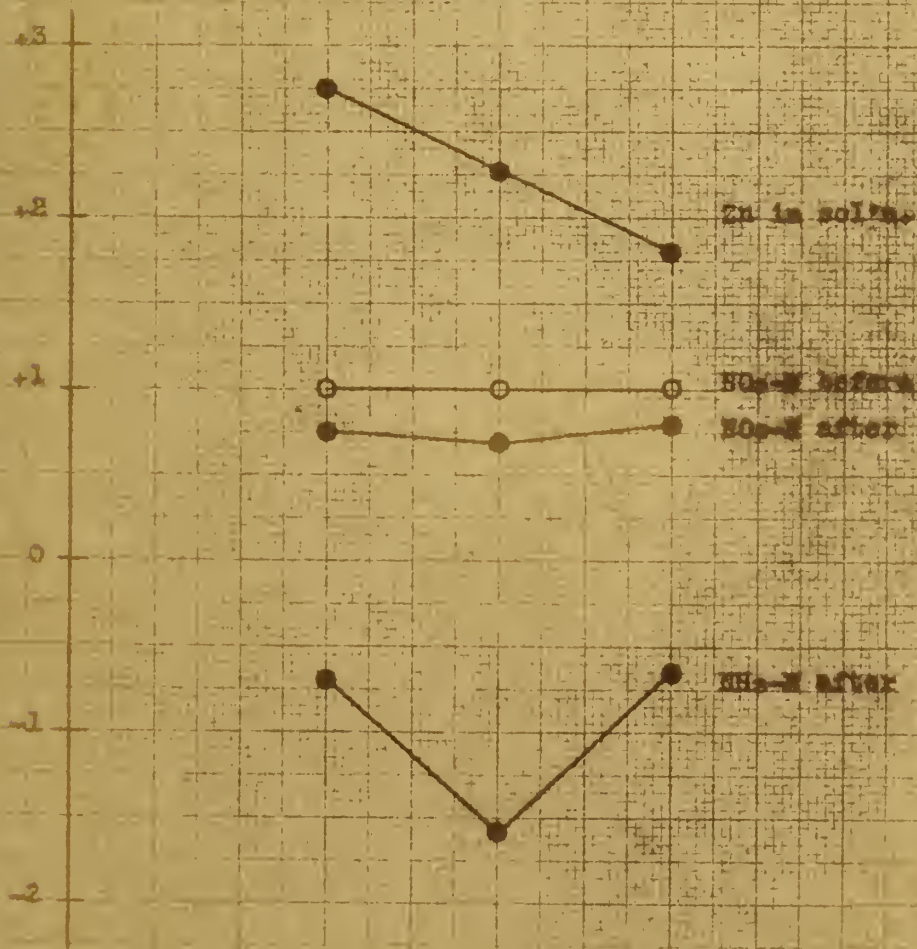 +3
+2
Zn in sol'n.
+1
NO₃-N before
NO₃-N after
0
NH₃-N after
-1
-2